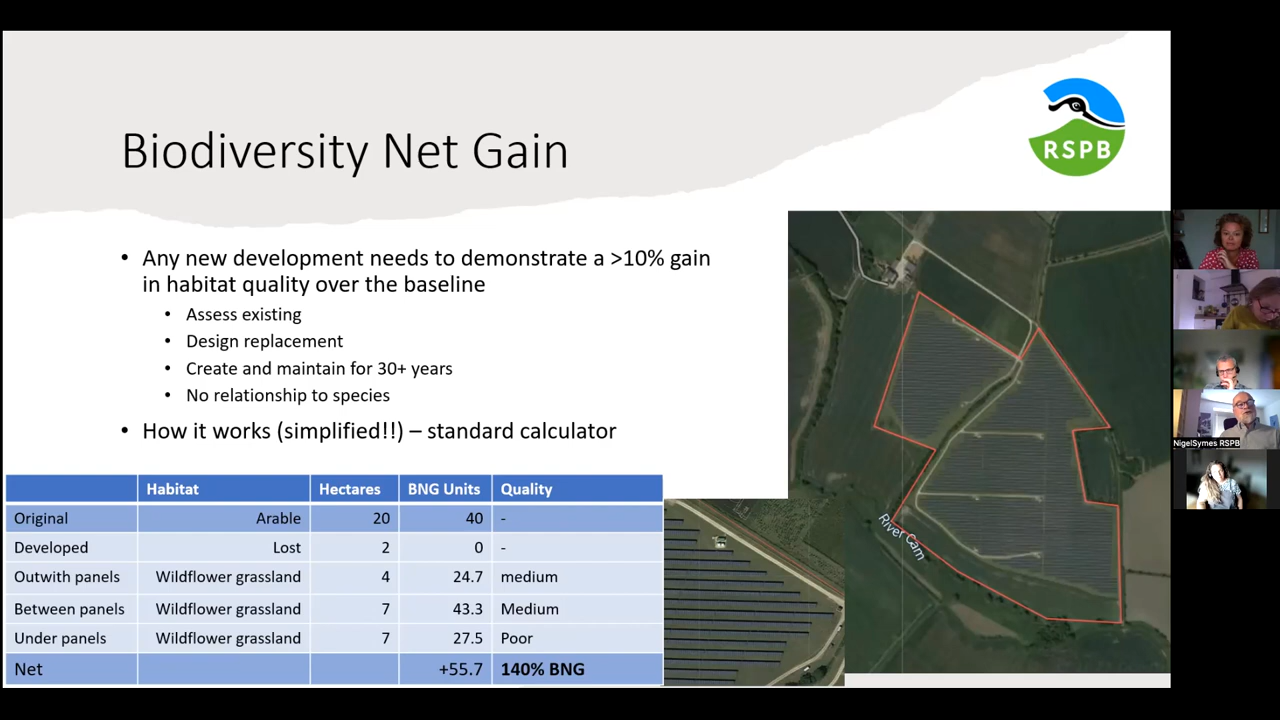 Biodiversity Net Gain
RSPB
• Any new development needs to demonstrate a >10% gain
in habitat quality over the baseline
• Assess existing
• Design replacement
• Create and maintain for 30+ years
• No relationship to species
• How it works (simplified!!) – standard calculator
Habitat Hectares BNG Units Quality
Original Arable 20 40 -
Developed Lost 2 0 -
Outwith panels Wildflower grassland 4 24.7 medium
Between panels Wildflower grassland 7 43.3 Medium
Under panels Wildflower grassland 7 27.5 Poor
Net +55.7 140% BNG
River Cam
NigelSymes RSPB